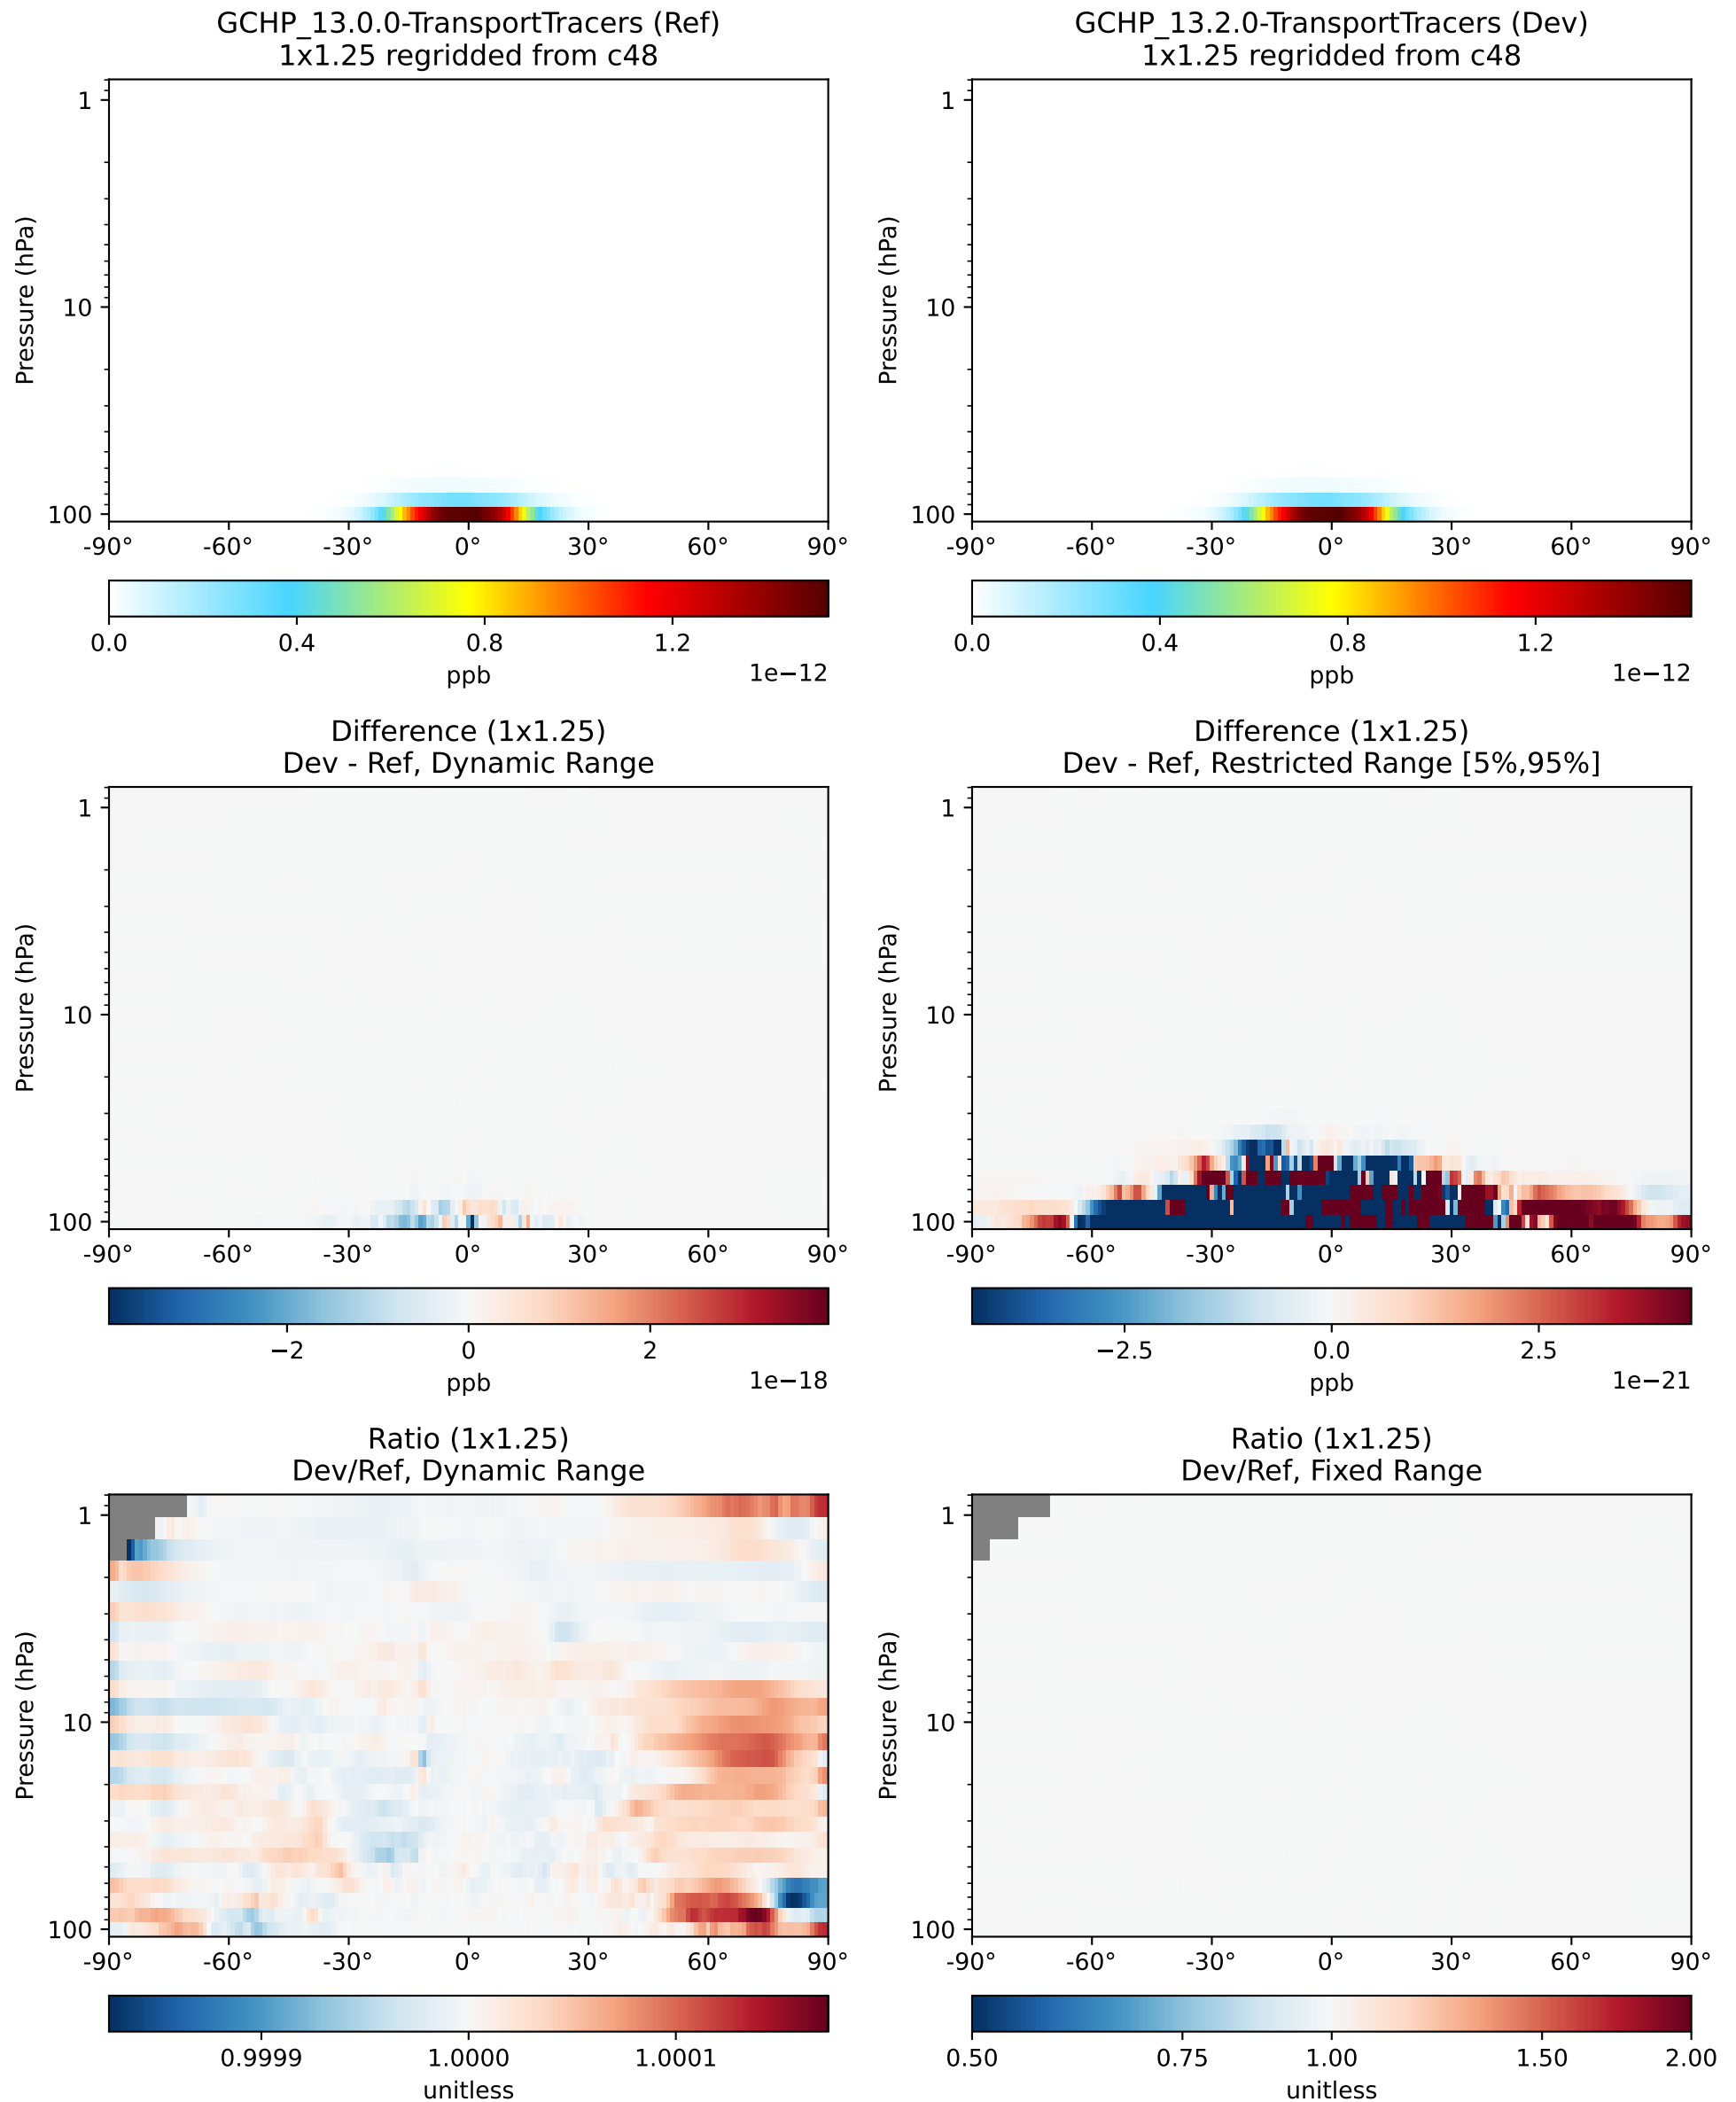 GCHP_13.0.0-TransportTracers (Ref)
1x1.25 regridded from c48
Pressure (hPa)
1
10
100
-90° -60° -30° 0° 30° 60° 90°
0.0 0.4 0.8 1.2
ppb
1e−12
GCHP_13.2.0-TransportTracers (Dev)
1x1.25 regridded from c48
Pressure (hPa)
1
10
100
-90° -60° -30° 0° 30° 60° 90°
0.0 0.4 0.8 1.2
ppb
1e−12
Difference (1x1.25)
Dev - Ref, Dynamic Range
Pressure (hPa)
1
10
100
-90° -60° -30° 0° 30° 60° 90°
−2 0 2
ppb
1e−18
Difference (1x1.25)
Dev - Ref, Restricted Range [5%,95%]
Pressure (hPa)
1
10
100
-90° -60° -30° 0° 30° 60° 90°
−2.5 0.0 2.5
ppb
1e−21
Ratio (1x1.25)
Dev/Ref, Dynamic Range
Pressure (hPa)
1
10
100
-90° -60° -30° 0° 30° 60° 90°
0.9999 1.0000 1.0001
unitless
Ratio (1x1.25)
Dev/Ref, Fixed Range
Pressure (hPa)
1
10
100
-90° -60° -30° 0° 30° 60° 90°
0.50 0.75 1.00 1.50 2.00
unitless